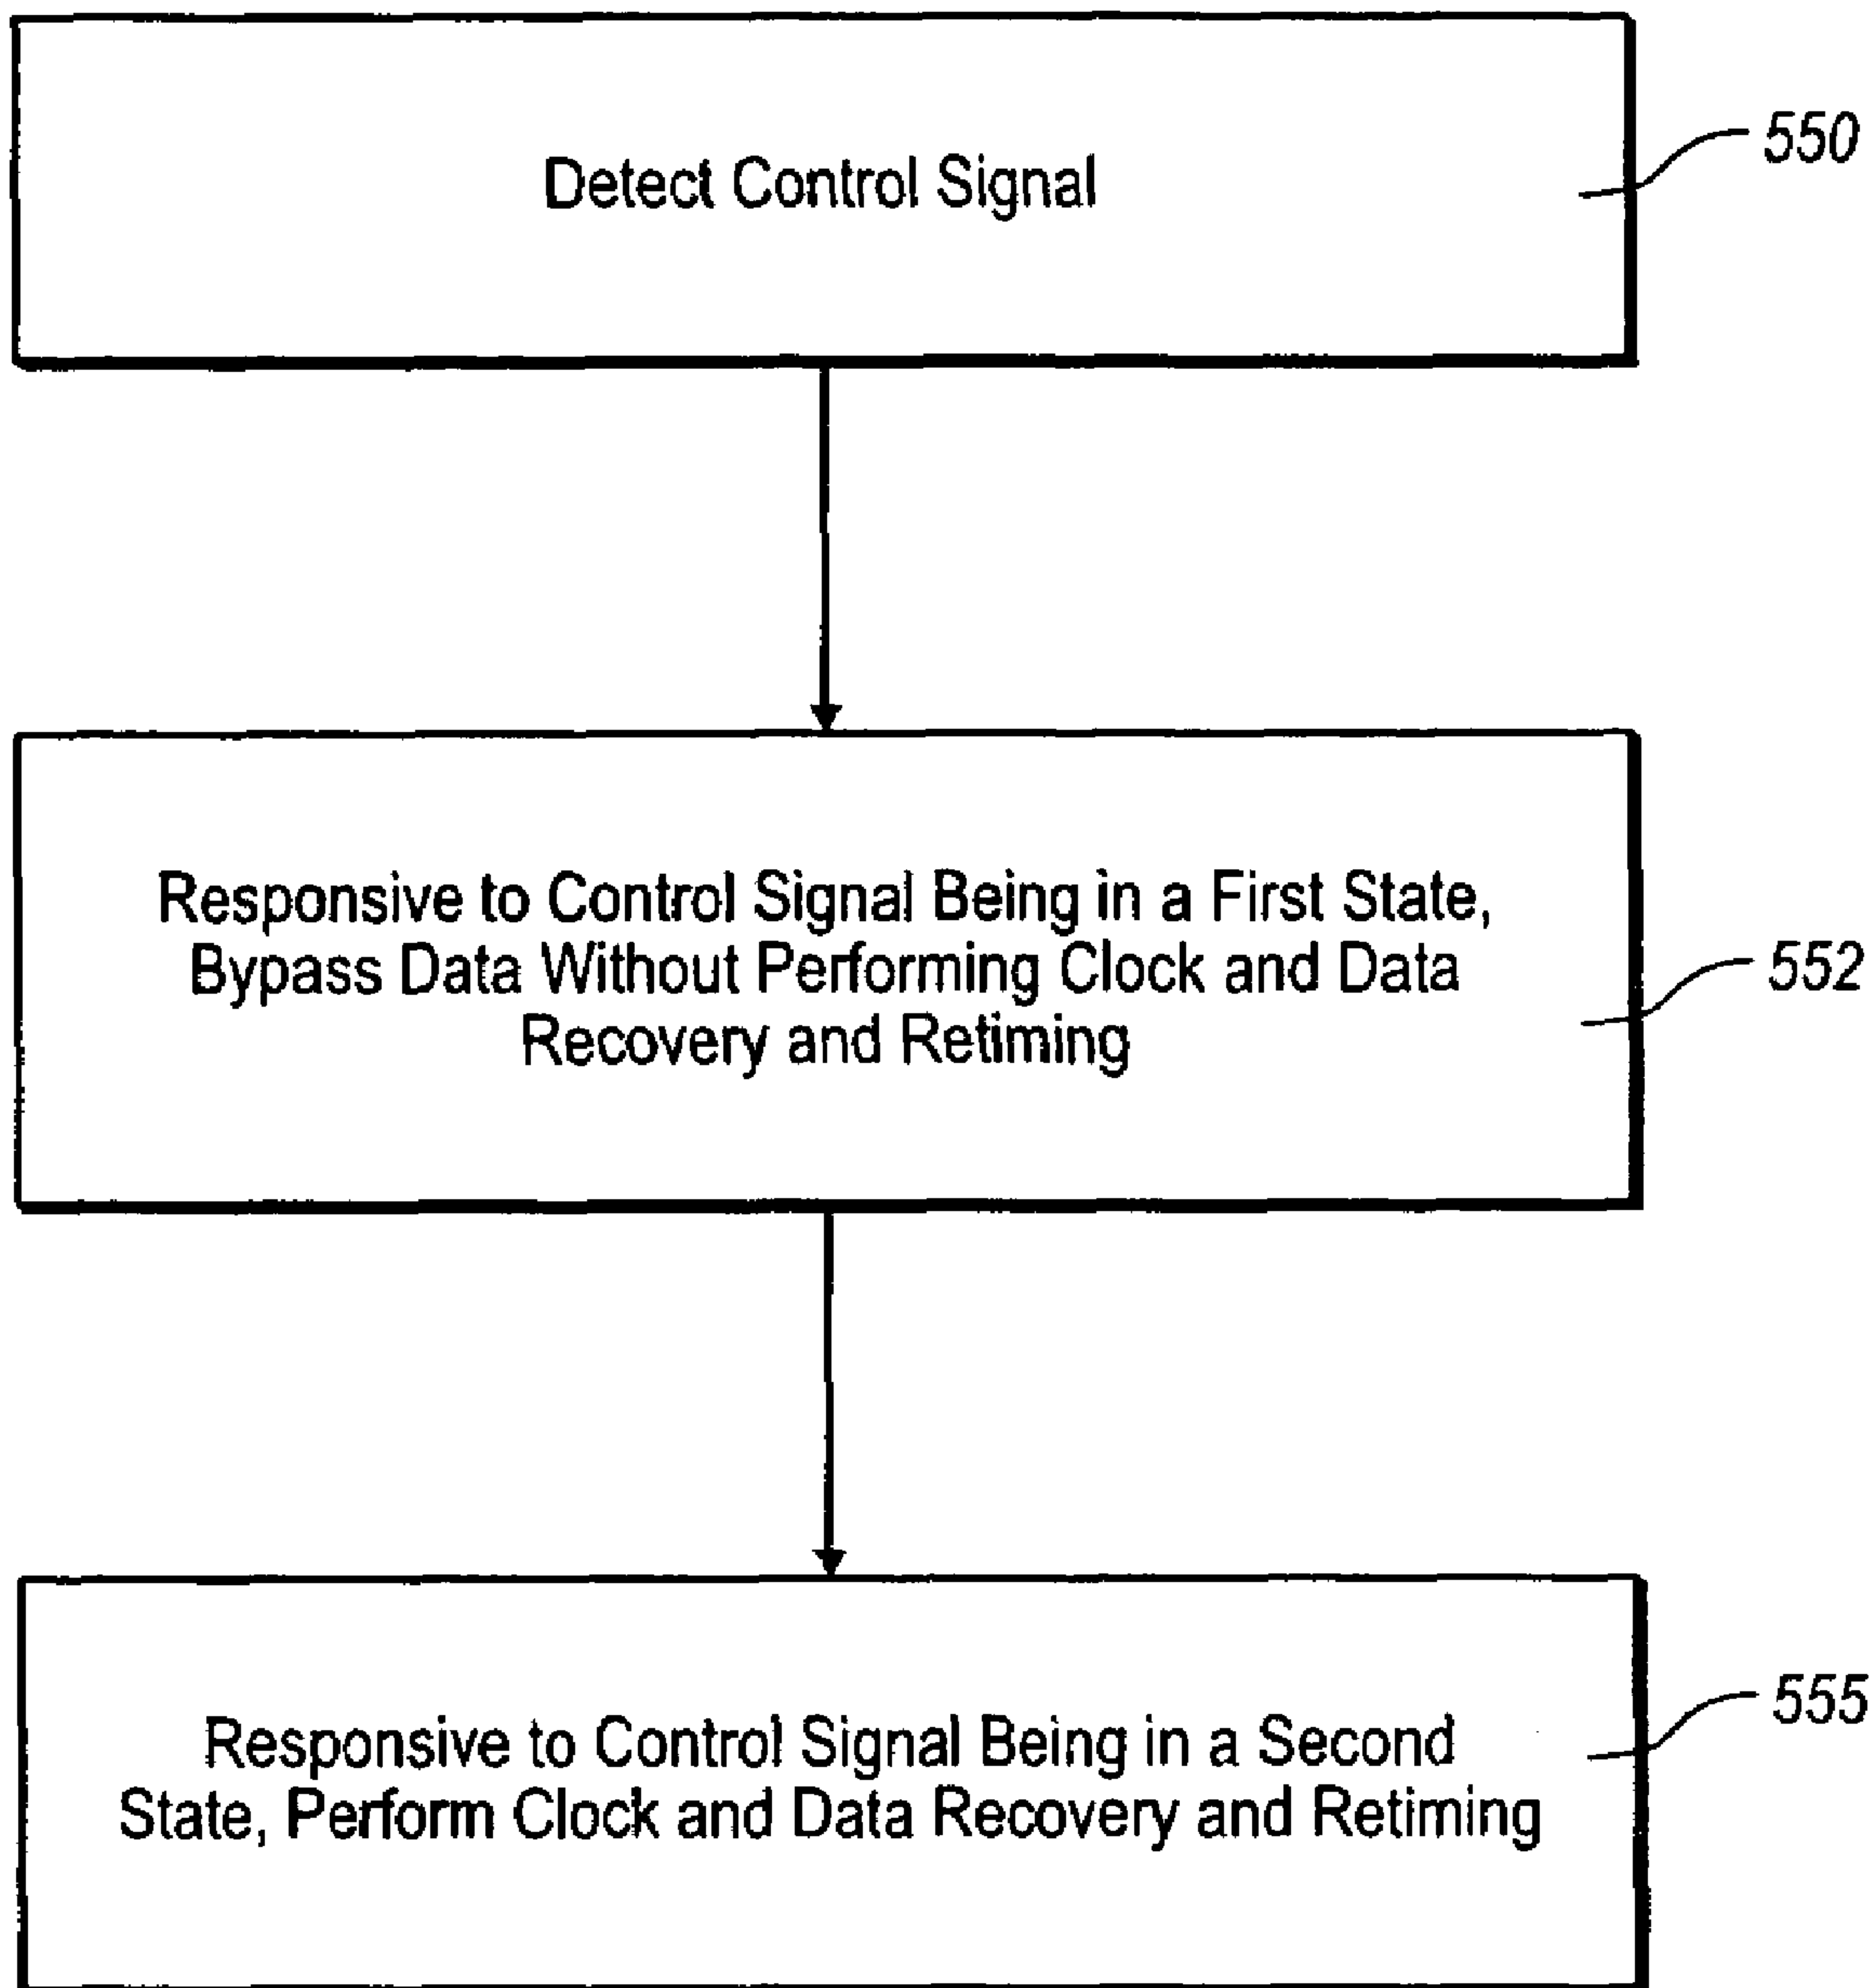 Detect Control Signal
550
Responsive to Control Signal Being in a First State,
Bypass Data Without Performing Clock and Data
Recovery and Retiming
552
Responsive to Control Signal Being in a Second
State, Perform Clock and Data Recovery and Retiming
555